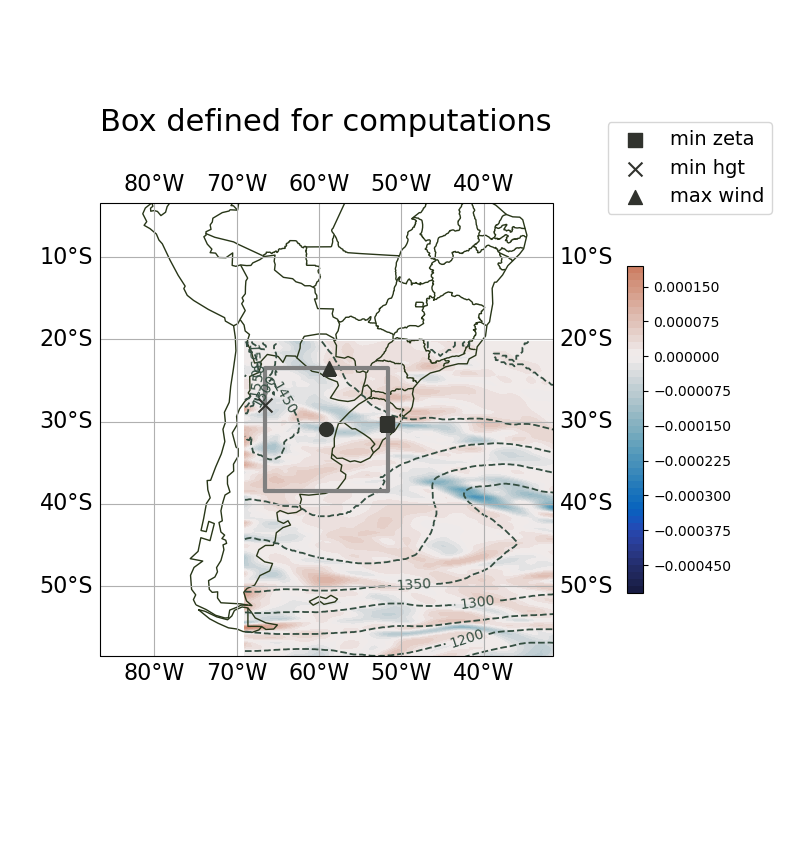 Box defined for computations
min zeta
min hgt
max wind
80°W 70°W 60°W 50°W 40°W
10°S 10°S
20°S 20°S
30°S 30°S
40°S 40°S
50°S 50°S
80°W 70°W 60°W 50°W 40°W
1450
1350
1300
1200
0.000150
0.000075
0.000000
−0.000075
−0.000150
−0.000225
−0.000300
−0.000375
−0.000450